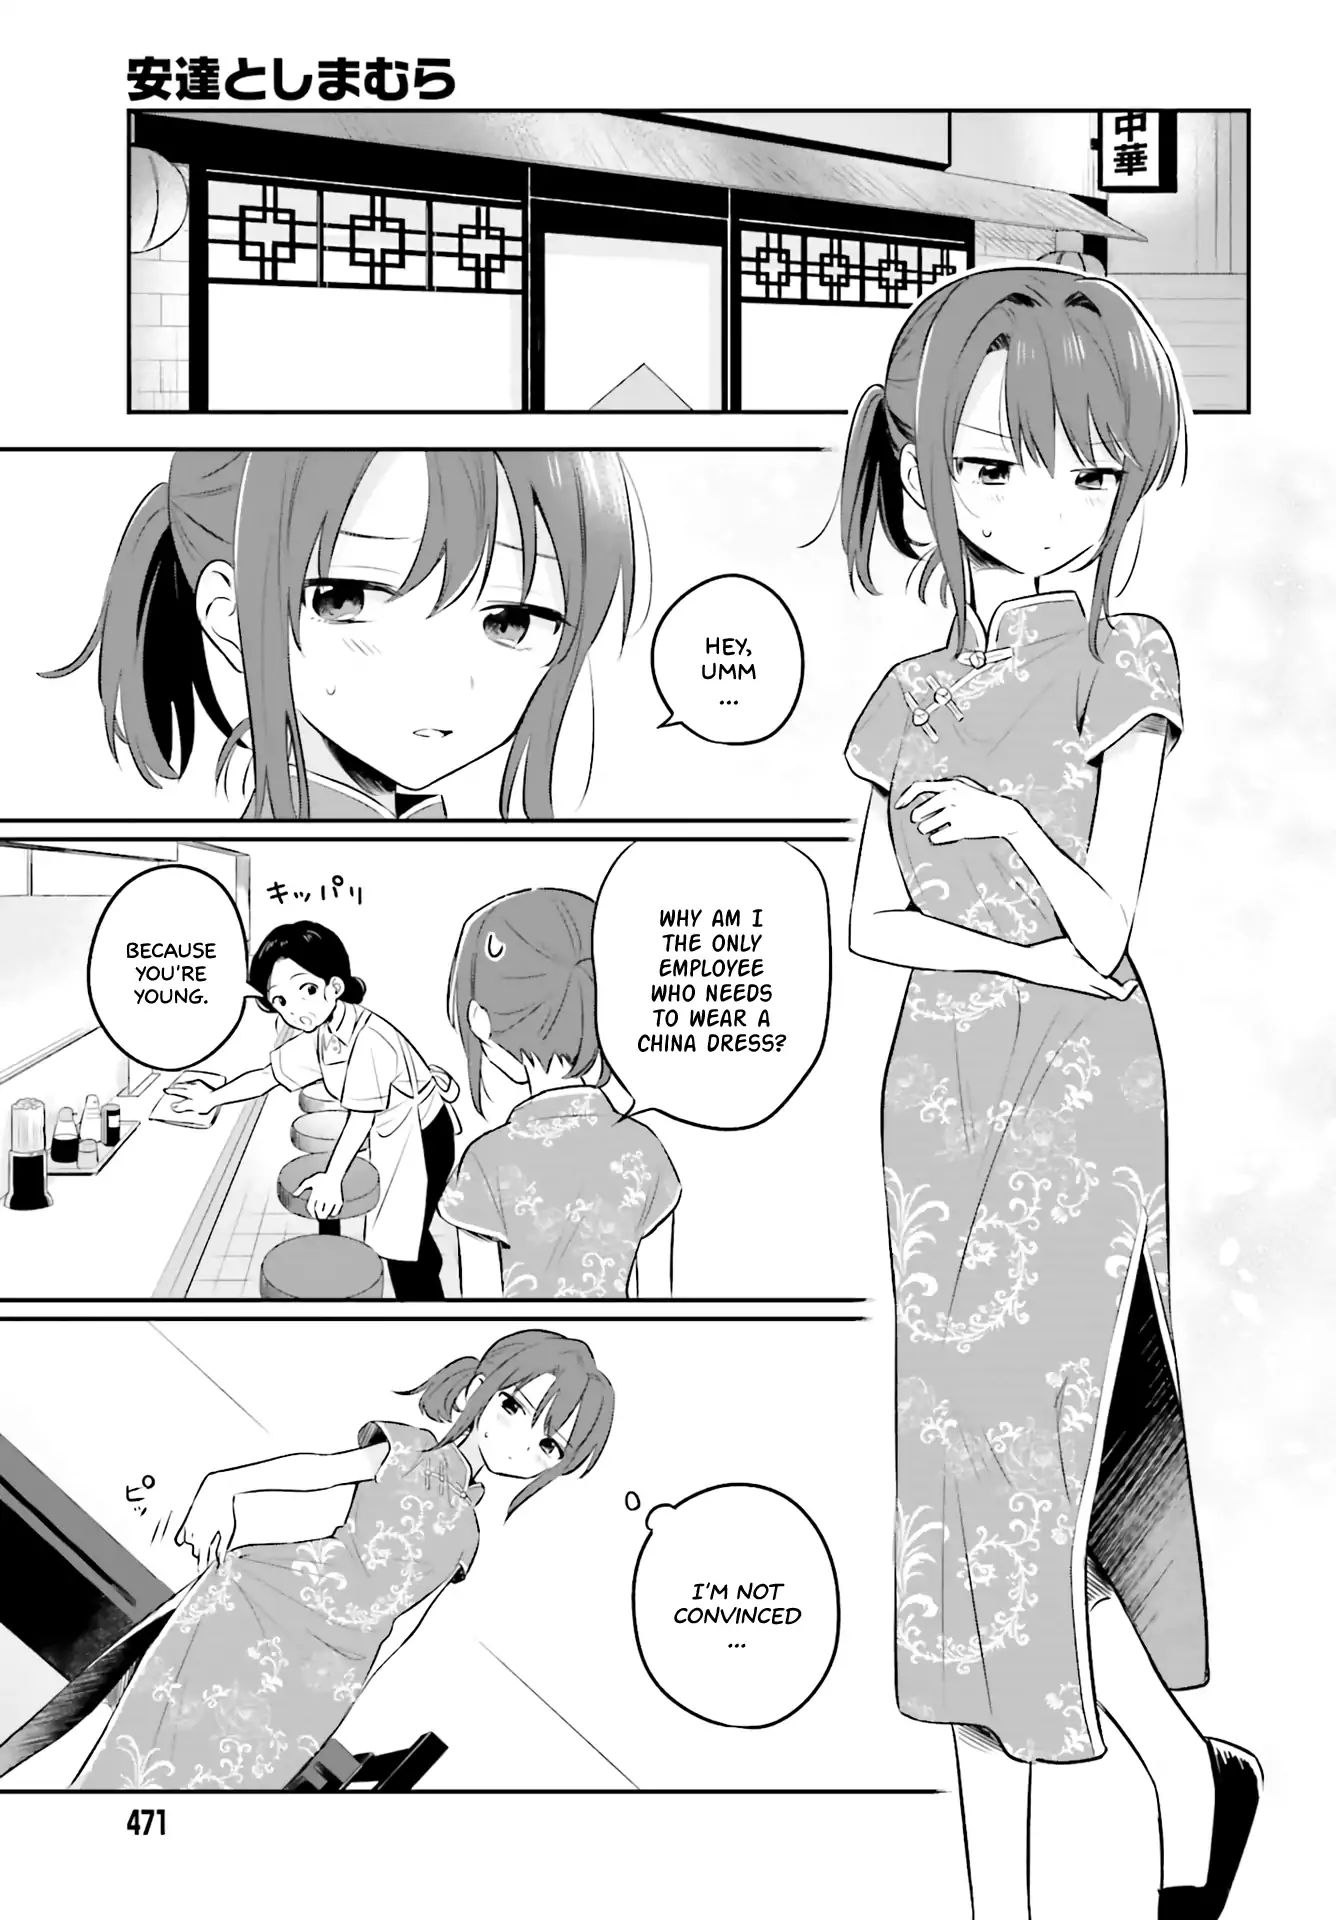 安達としまむら
中華
HEY,
UMM
...
WHY AM I
THE ONLY
EMPLOYEE
WHO NEEDS
TO WEAR A
CHINA DRESS?
キッパリ
BECAUSE
YOU'RE
YOUNG.
ピッ
I'M NOT
CONVINCED
...
471